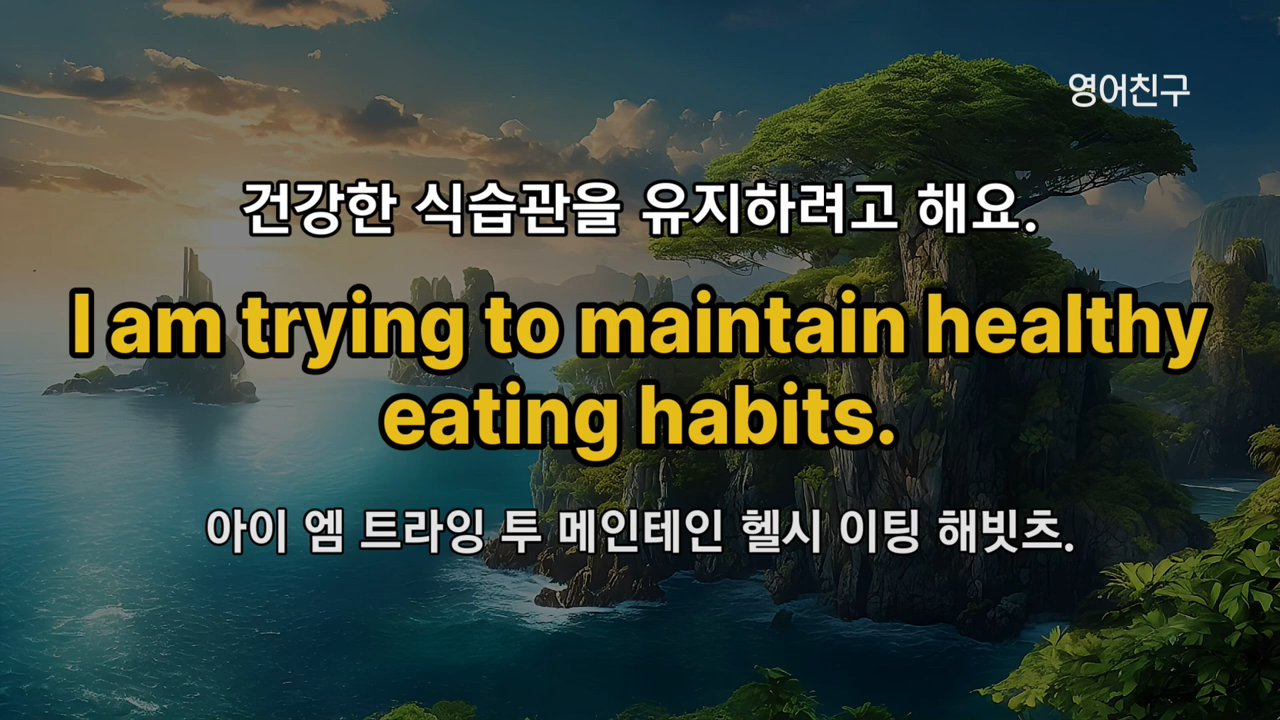 영어친구
건강한 식습관을 유지하려고 해요.
I am trying to maintain healthy
eating habits.
아이 엠 트라잉 투 메인테인 헬시 이팅 해빗츠.